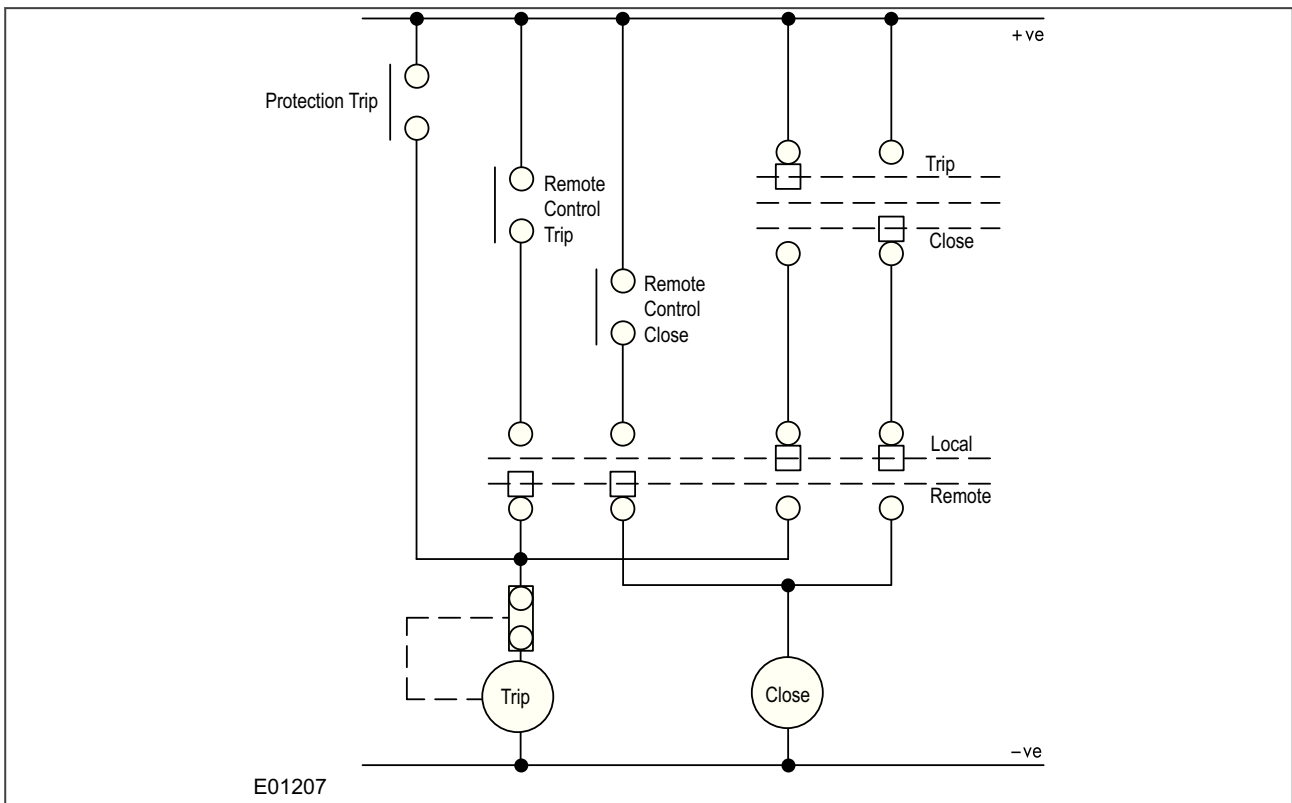 +ve
Protection Trip
Remote
Control
Trip
Trip
Close
Remote
Control
Close
Local
Remote
Trip
Close
−ve
E01207